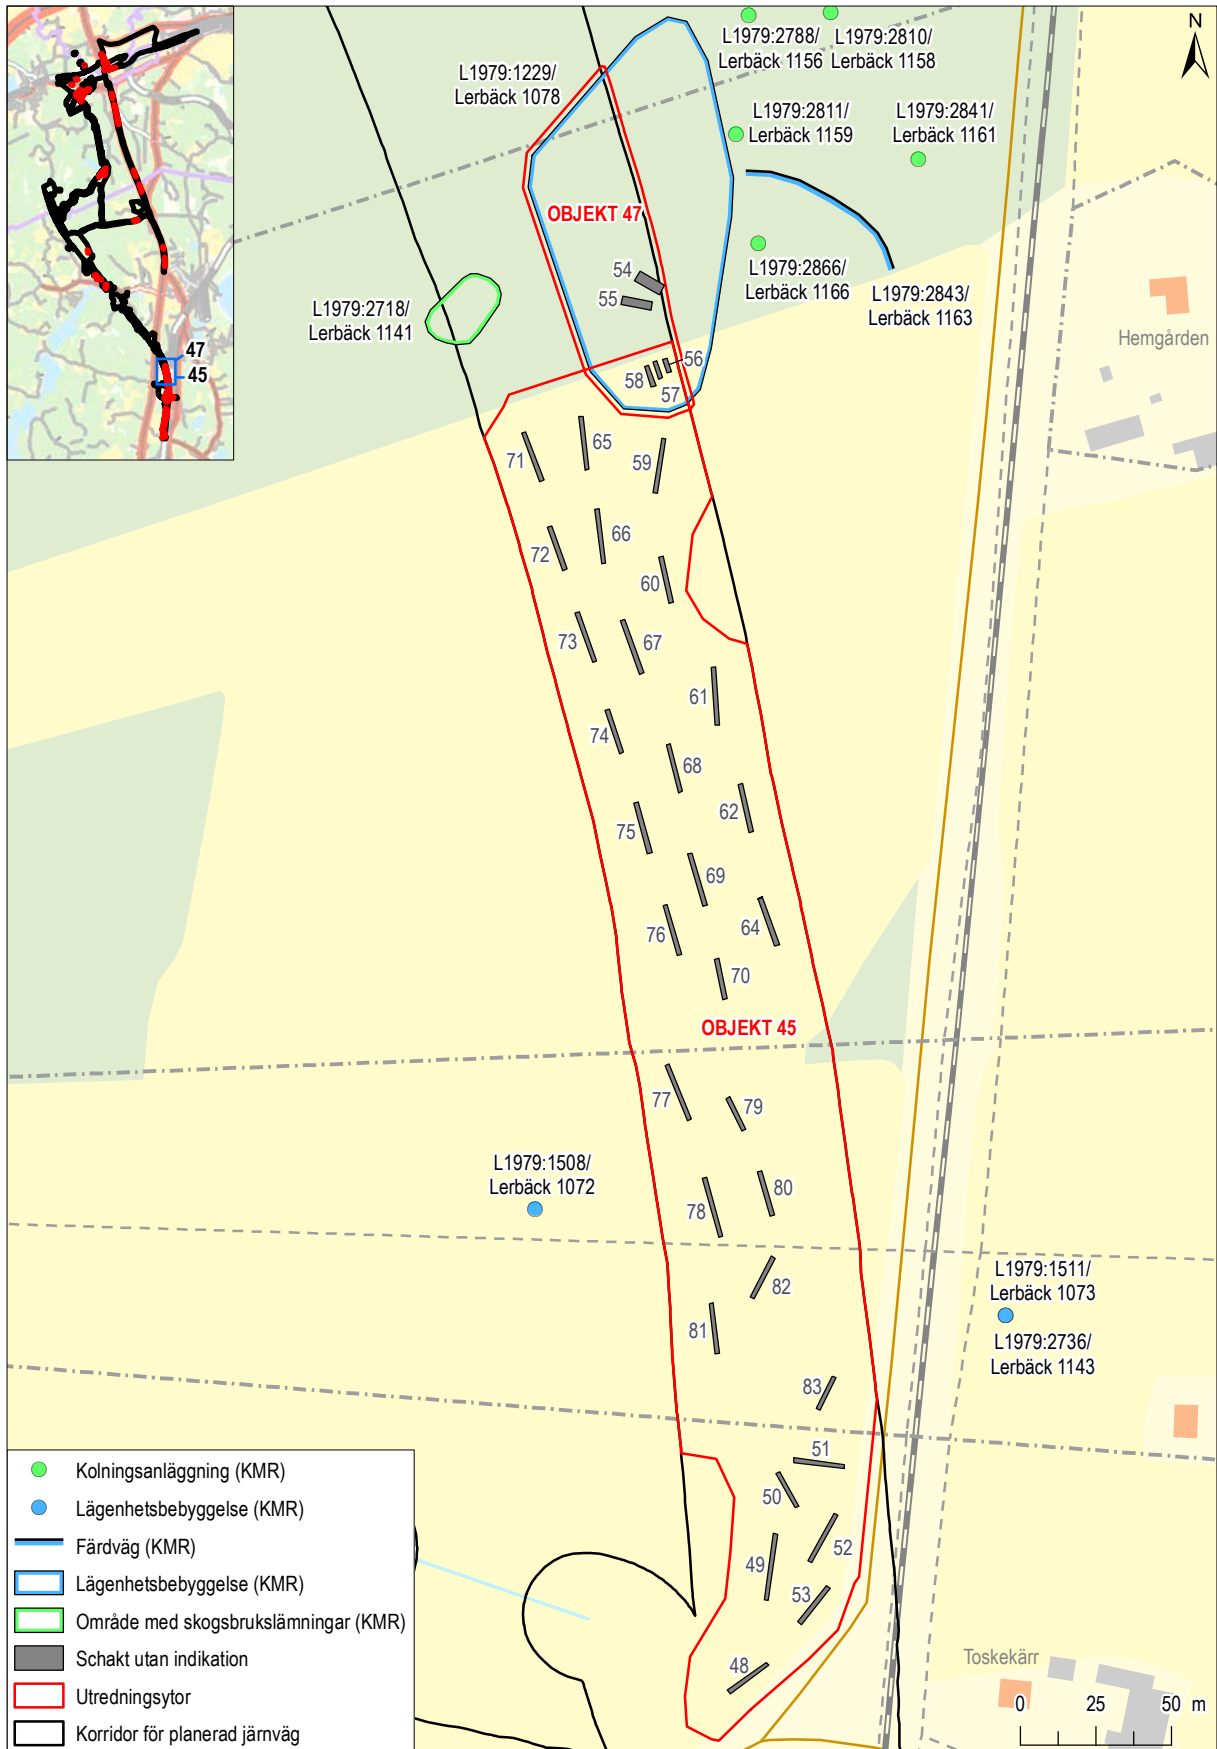 47
45
N
L1979:1229/
Lerbäck 1078
L1979:2788/
Lerbäck 1156
L1979:2810/
Lerbäck 1158
L1979:2811/
Lerbäck 1159
L1979:2841/
Lerbäck 1161
OBJEKT 47
L1979:2866/
Lerbäck 1166
L1979:2843/
Lerbäck 1163
L1979:2718/
Lerbäck 1141
Hemgården
54
55
56
58
57
65
71
59
66
72
60
73
67
61
74
68
62
75
69
76
64
70
OBJEKT 45
77
79
L1979:1508/
Lerbäck 1072
78
80
82
L1979:1511/
Lerbäck 1073
L1979:2736/
Lerbäck 1143
81
83
51
50
52
49
53
48
Toskekärr
0 25 50 m
Kolningsanläggning (KMR)
Lägenhetsbebyggelse (KMR)
Färdväg (KMR)
Lägenhetsbebyggelse (KMR)
Område med skogsbrukslämningar (KMR)
Schakt utan indikation
Utredningsytor
Korridor för planerad järnväg